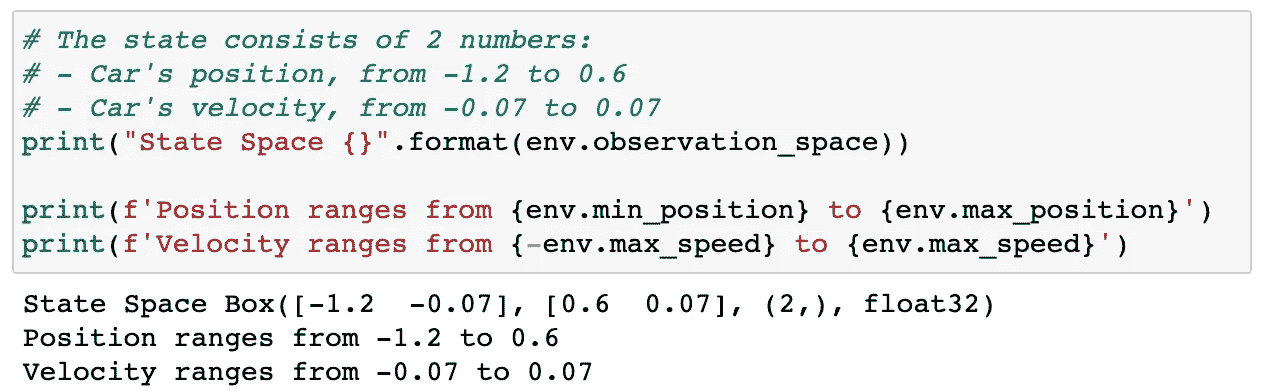 # The state consists of 2 numbers:
# - Car's position, from -1.2 to 0.6
# - Car's velocity, from -0.07 to 0.07
print("State Space {}".format(env.observation_space))
print(f'Position ranges from {env.min_position} to {env.max_position}')
print(f'Velocity ranges from {-env.max_speed} to {env.max_speed}')
State Space Box([-1.2  -0.07], [0.6  0.07], (2,), float32)
Position ranges from -1.2 to 0.6
Velocity ranges from -0.07 to 0.07